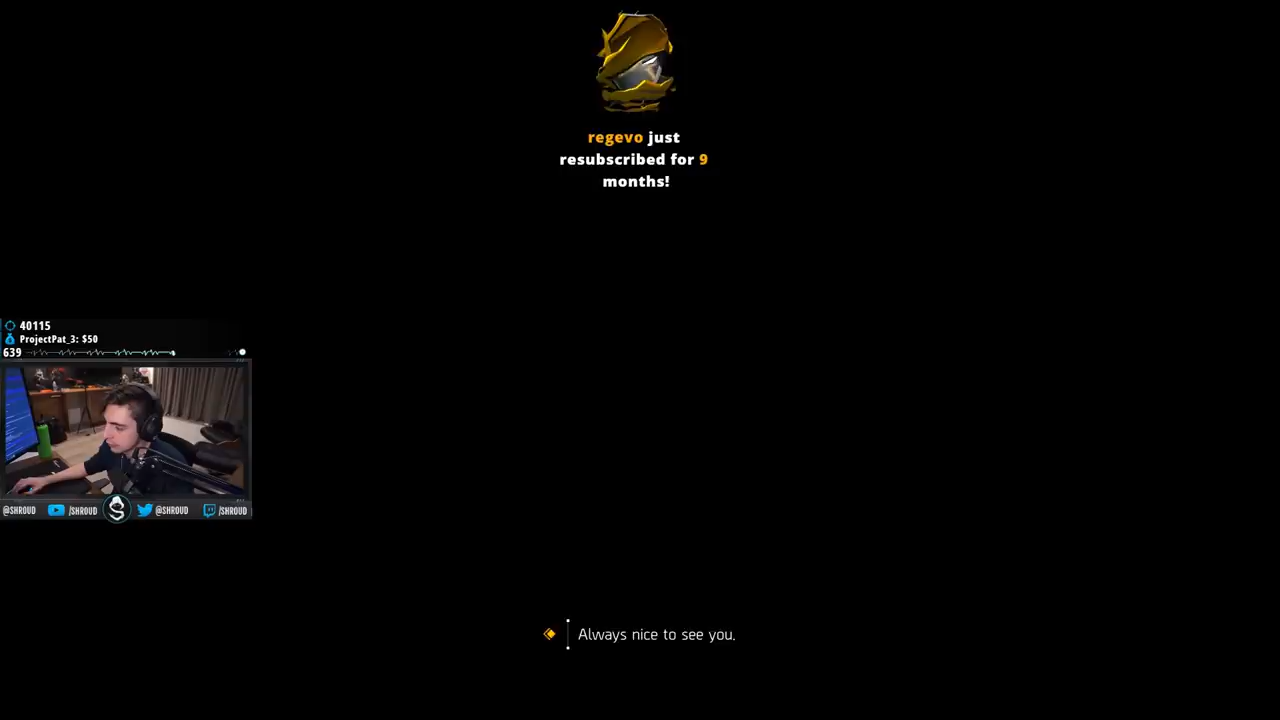 regevo just
resubscribed for 9
months!
40115
ProjectPat_3: $50
639
@SHROUD /SHROUD @SHROUD /SHROUD
Always nice to see you.